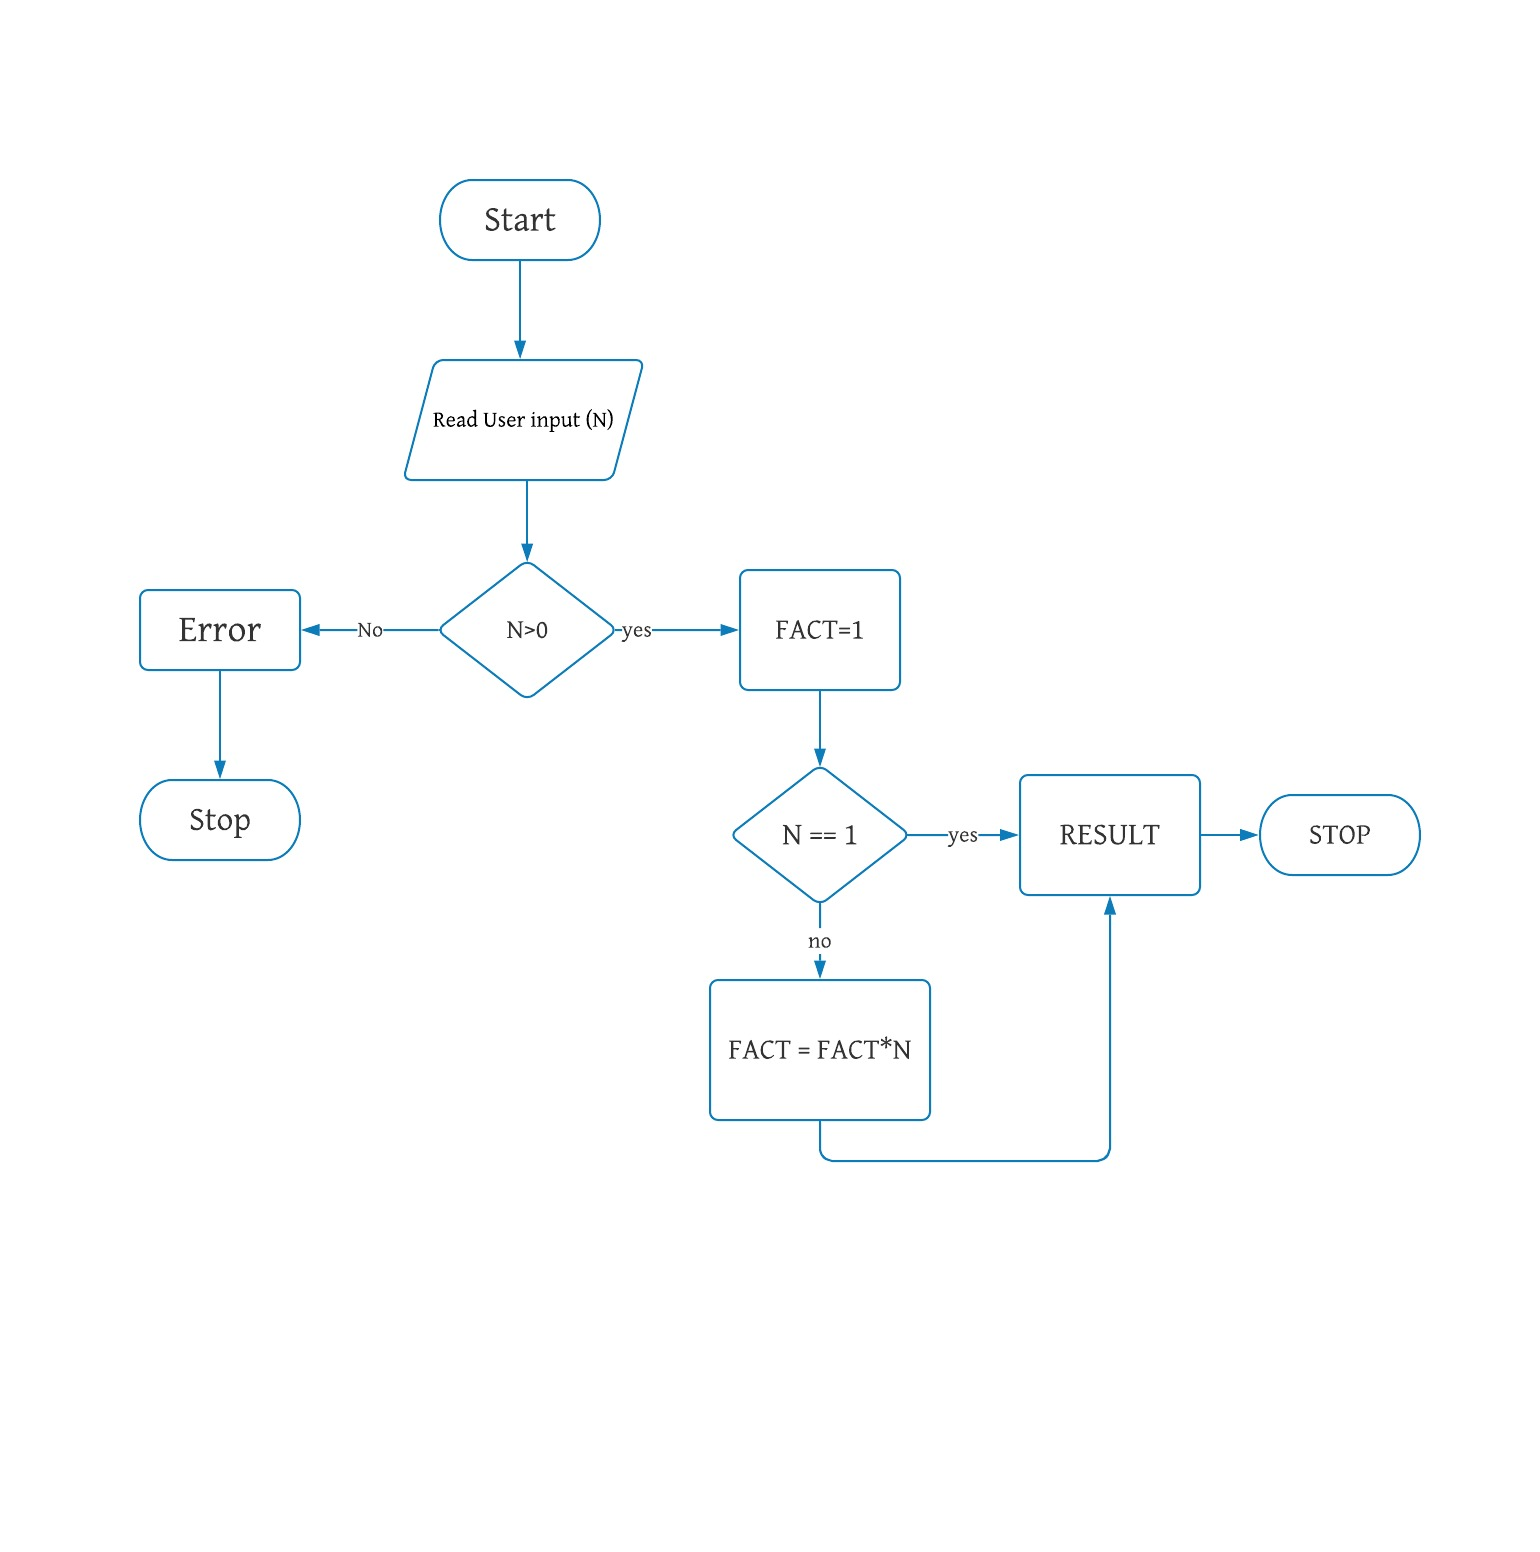 Start
Read User input (N)
N>0
No
yes
Error
FACT=1
Stop
N == 1
yes
RESULT
STOP
no
FACT = FACT*N